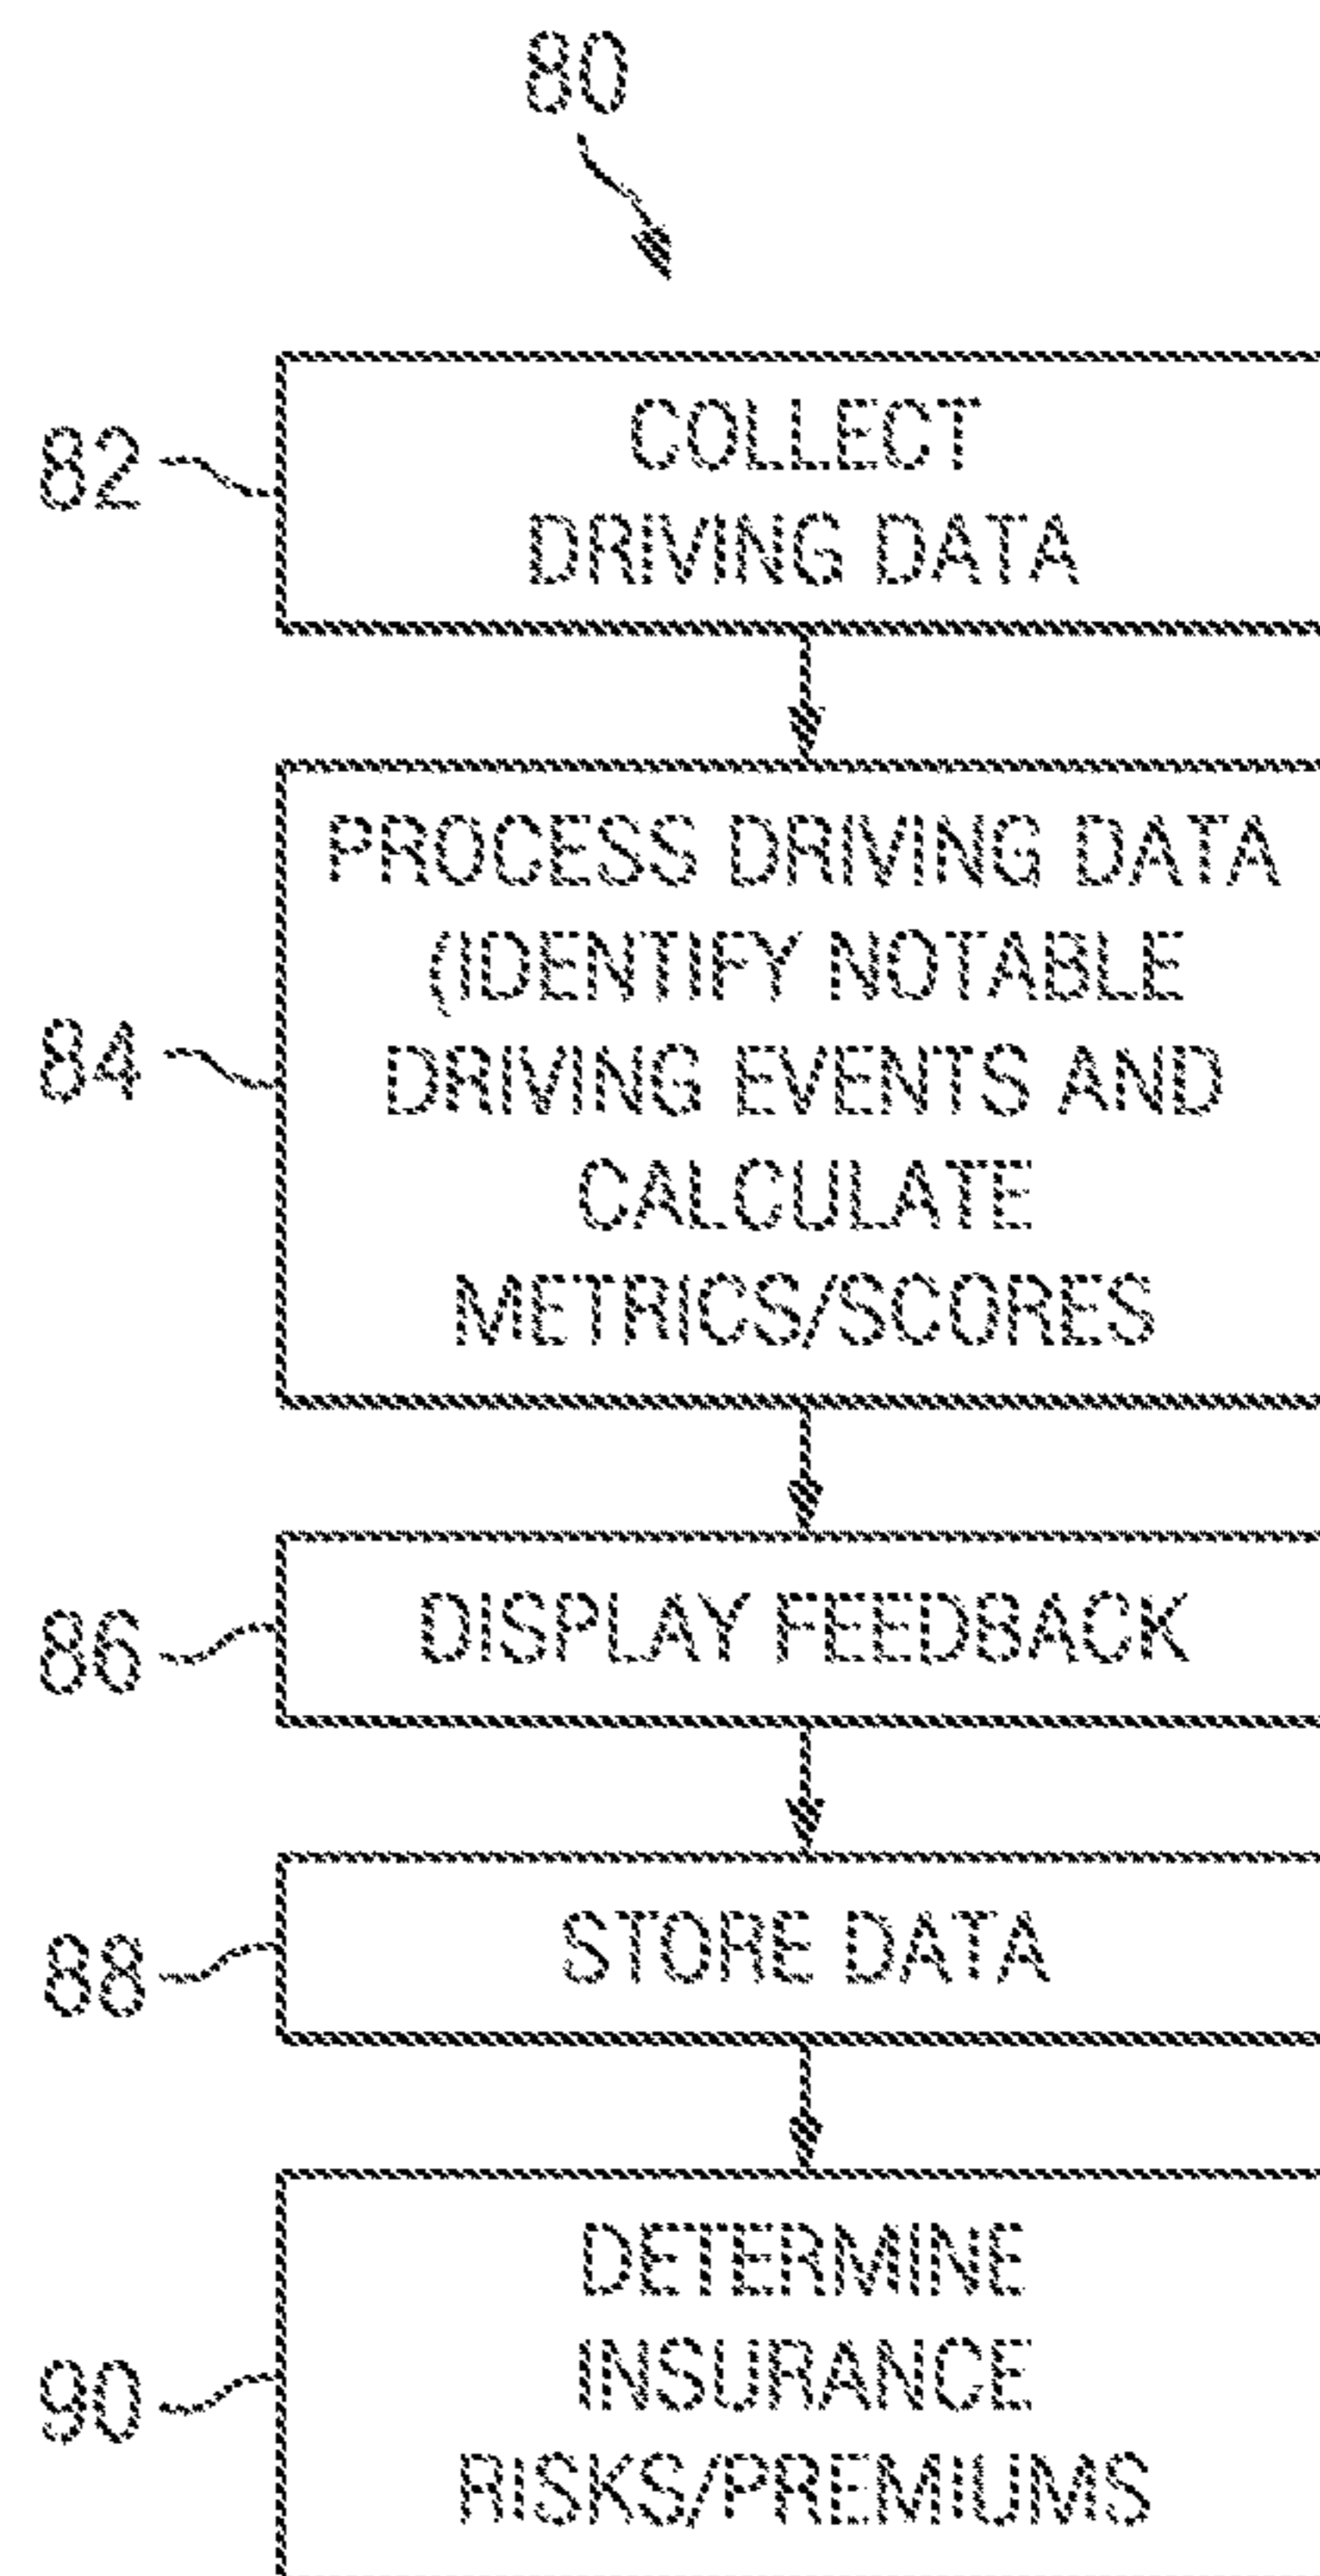 80
82
COLLECT
DRIVING DATA
84
PROCESS DRIVING DATA
(IDENTIFY NOTABLE
DRIVING EVENTS AND
CALCULATE
METRICS/SCORES
86
DISPLAY FEEDBACK
88
STORE DATA
90
DETERMINE
INSURANCE
RISKS/PREMIUMS